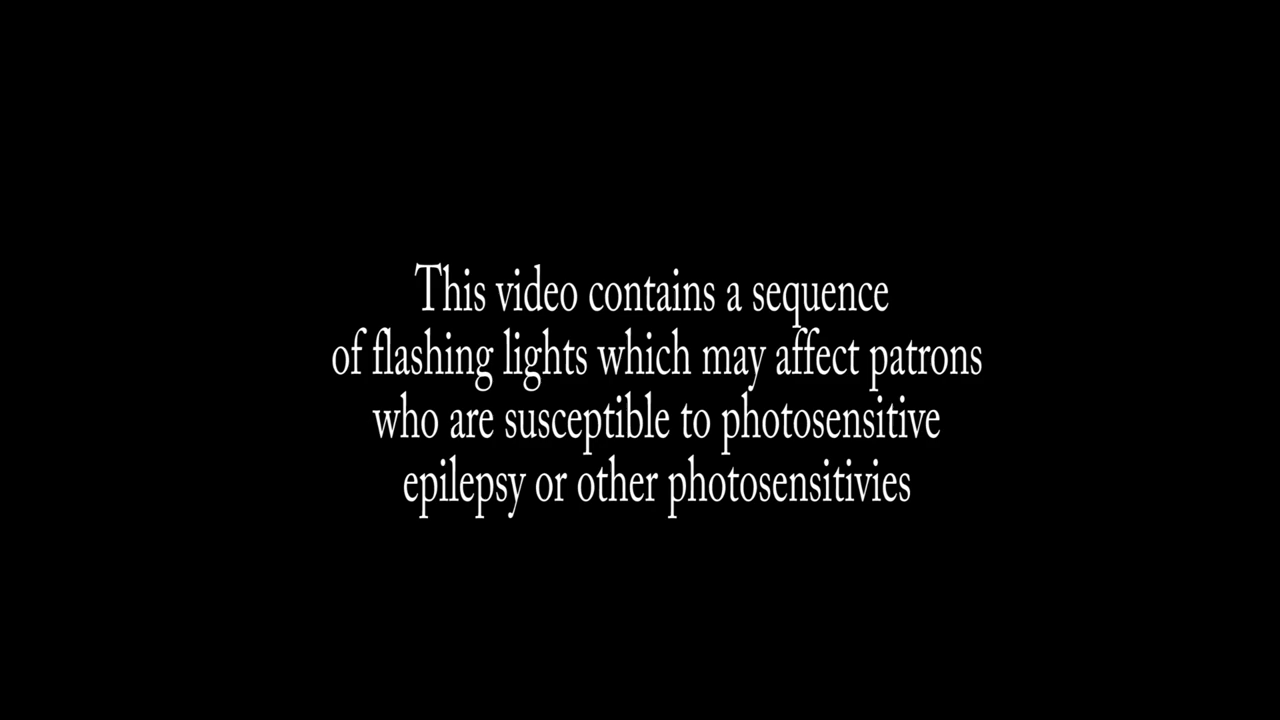 This video contains a sequence
of flashing lights which may affect patrons
who are susceptible to photosensitive
epilepsy or other photosensitivies